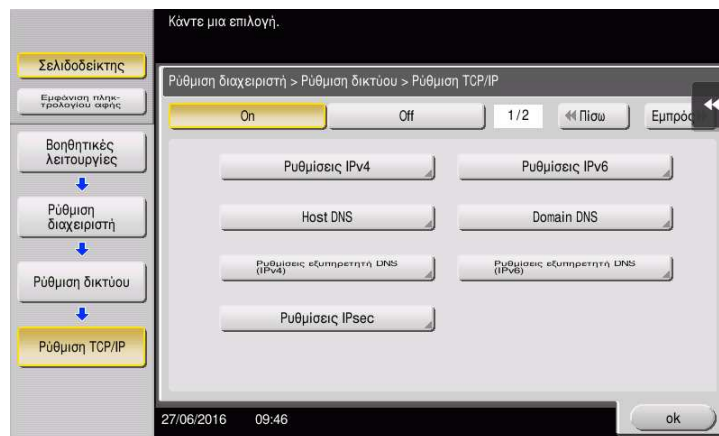 Κάντε μια επιλογή.
Σελιδοδείκτης
Εμφάνιση πληκ-
τρολογίου αφής
Βοηθητικές
λειτουργίες
Ρύθμιση
διαχειριστή
Ρύθμιση δικτύου
Ρύθμιση TCP/IP
Ρύθμιση διαχειριστή > Ρύθμιση δικτύου > Ρύθμιση TCP/IP
On Off 1/2 Πίσω Εμπρός
Ρυθμίσεις IPv4 Ρυθμίσεις IPv6
Host DNS Domain DNS
Ρυθμίσεις εξυπηρετητή DNS Ρυθμίσεις εξυπηρετητή DNS
(IPv4) (IPv6)
Ρυθμίσεις IPsec
27/06/2016 09:46 ok